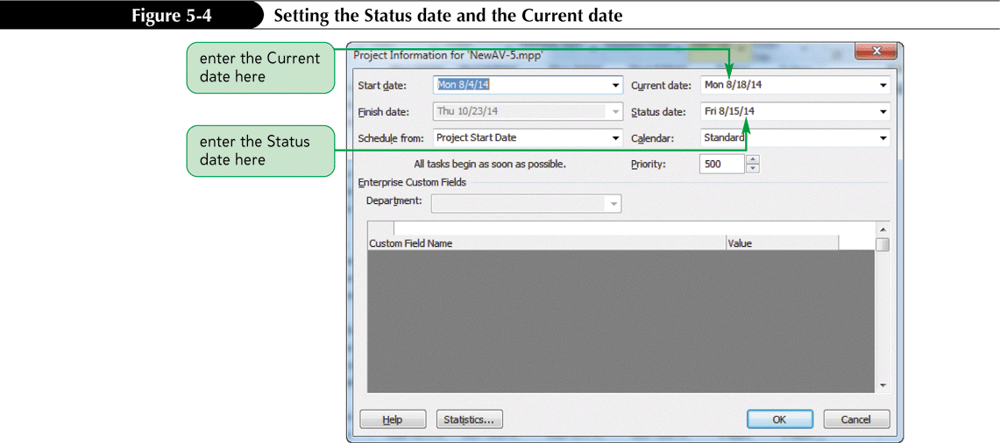 Figure 5-4 Setting the Status date and the Current date
enter the Current
date here
enter the Status
date here
Project Information for 'NewAV-5.mpp'
Start date: Mon 8/4/14 Current date: Mon 8/18/14
Finish date: Thu 10/23/14 Status date: Fri 8/15/14
Schedule from: Project Start Date Calendar: Standard
All tasks begin as soon as possible. Priority: 500
Enterprise Custom Fields
Department:
Custom Field Name Value
Help Statistics... OK Cancel